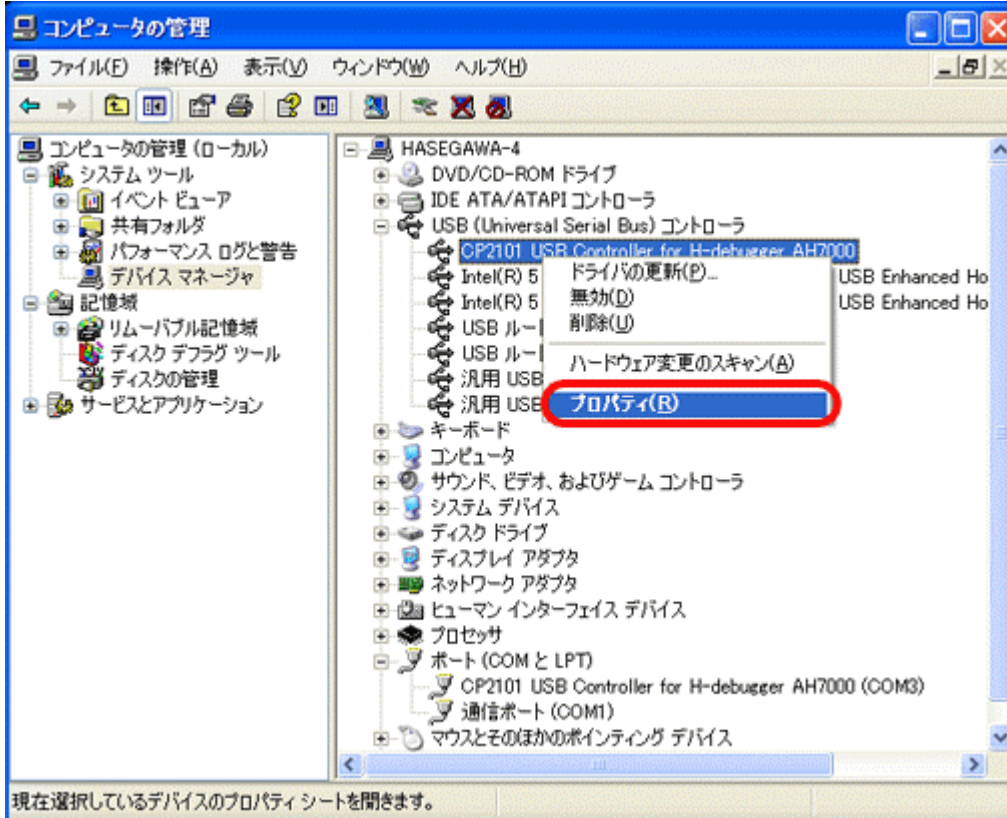 コンピュータの管理
ファイル(F) 操作(A) 表示(V) ウィンドウ(W) ヘルプ(H)
コンピュータの管理 (ローカル)
システム ツール
イベント ビューア
共有フォルダ
パフォーマンス ログと警告
デバイス マネージャ
記憶域
リムーバブル記憶域
ディスク デフラグ ツール
ディスクの管理
サービスとアプリケーション
HASEGAWA-4
DVD/CD-ROM ドライブ
IDE ATA/ATAPI コントローラ
USB (Universal Serial Bus) コントローラ
CP2101 USB Controller for H-debugger AH7000
Intel(R) 5 USB Enhanced Ho
Intel(R) 5 USB Enhanced Ho
USB ルー
USB ルー
汎用 USB
汎用 USB
ドライバの更新(P)...
無効(D)
削除(U)
ハードウェア変更のスキャン(A)
プロパティ(R)
キーボード
コンピュータ
サウンド、ビデオ、およびゲーム コントローラ
システム デバイス
ディスク ドライブ
ディスプレイ アダプタ
ネットワーク アダプタ
ヒューマン インターフェイス デバイス
プロセッサ
ポート (COM と LPT)
CP2101 USB Controller for H-debugger AH7000 (COM3)
通信ポート (COM1)
マウスとそのほかのポインティング デバイス
現在選択しているデバイスのプロパティ シートを開きます。